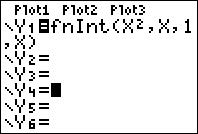 Plot1 Plot2 Plot3
\Y₁=fnInt(X²,X,1
,X)
\Y₂=
\Y₃=
\Y₄=
\Y₅=
\Y₆=